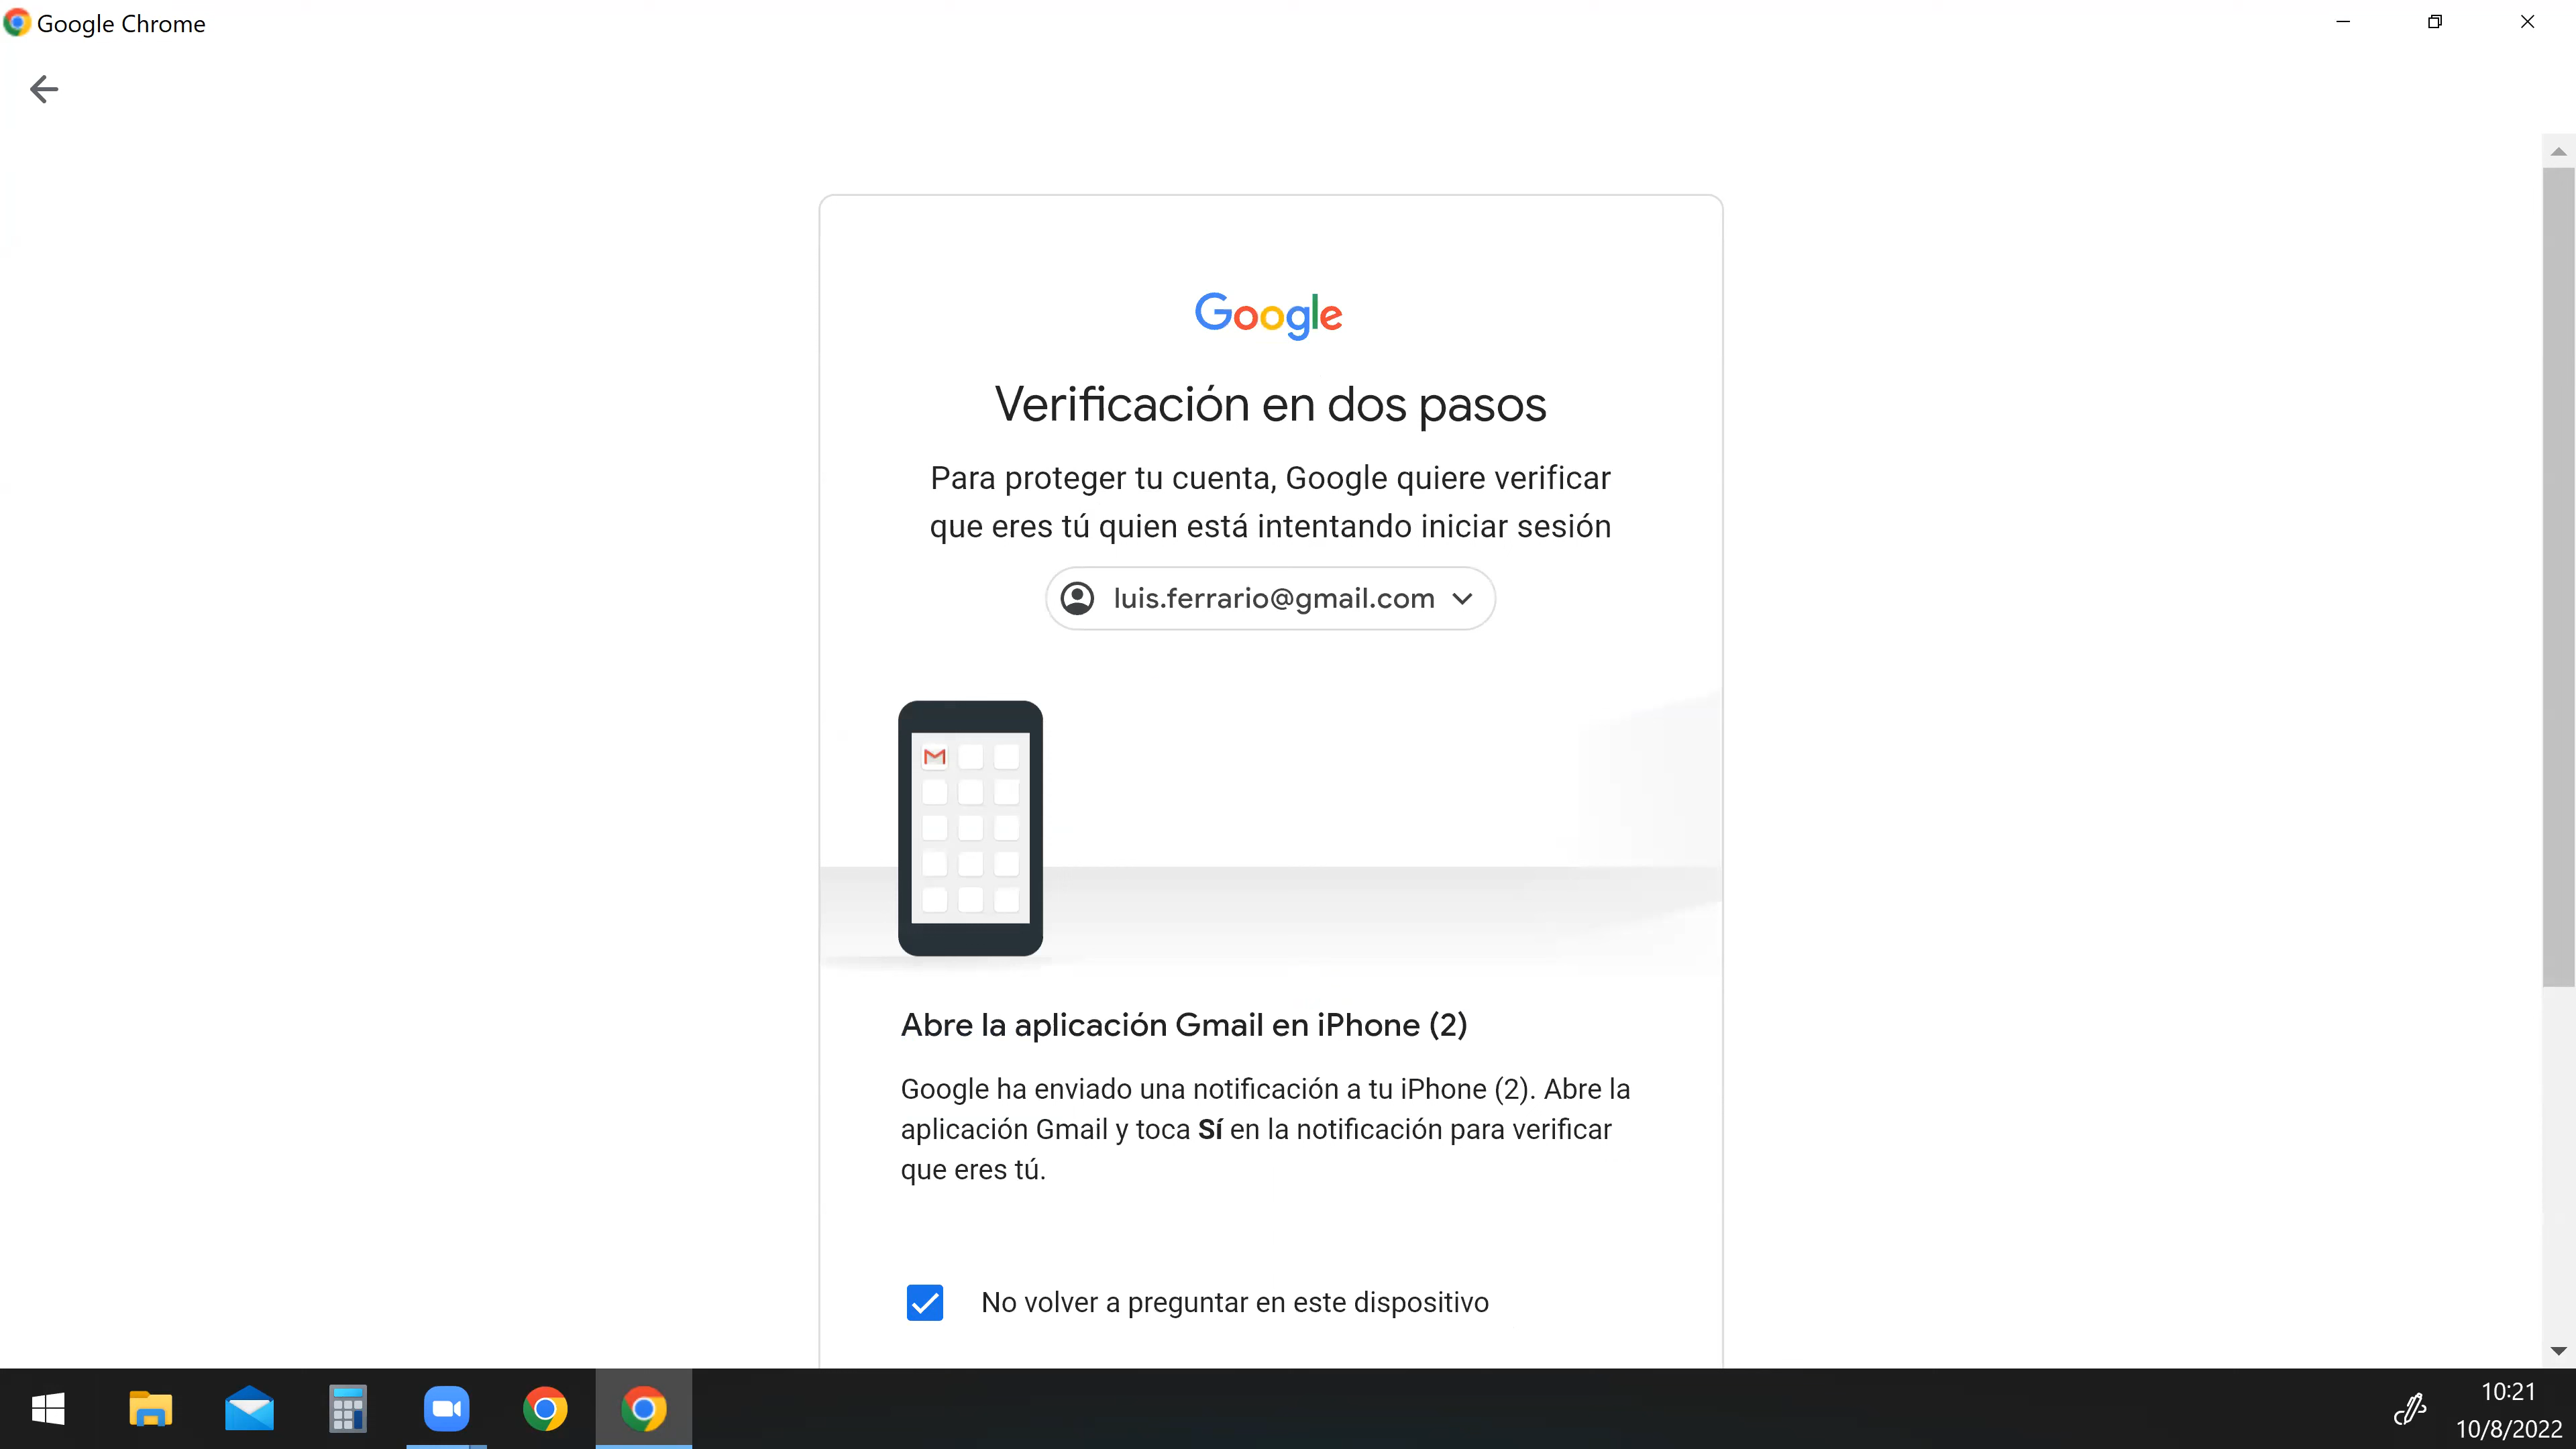 Google Chrome
Google
Verificación en dos pasos
Para proteger tu cuenta, Google quiere verificar
que eres tú quien está intentando iniciar sesión
luis.ferrario@gmail.com
Abre la aplicación Gmail en iPhone (2)
Google ha enviado una notificación a tu iPhone (2). Abre la
aplicación Gmail y toca Sí en la notificación para verificar
que eres tú.
No volver a preguntar en este dispositivo
10:21
10/8/2022